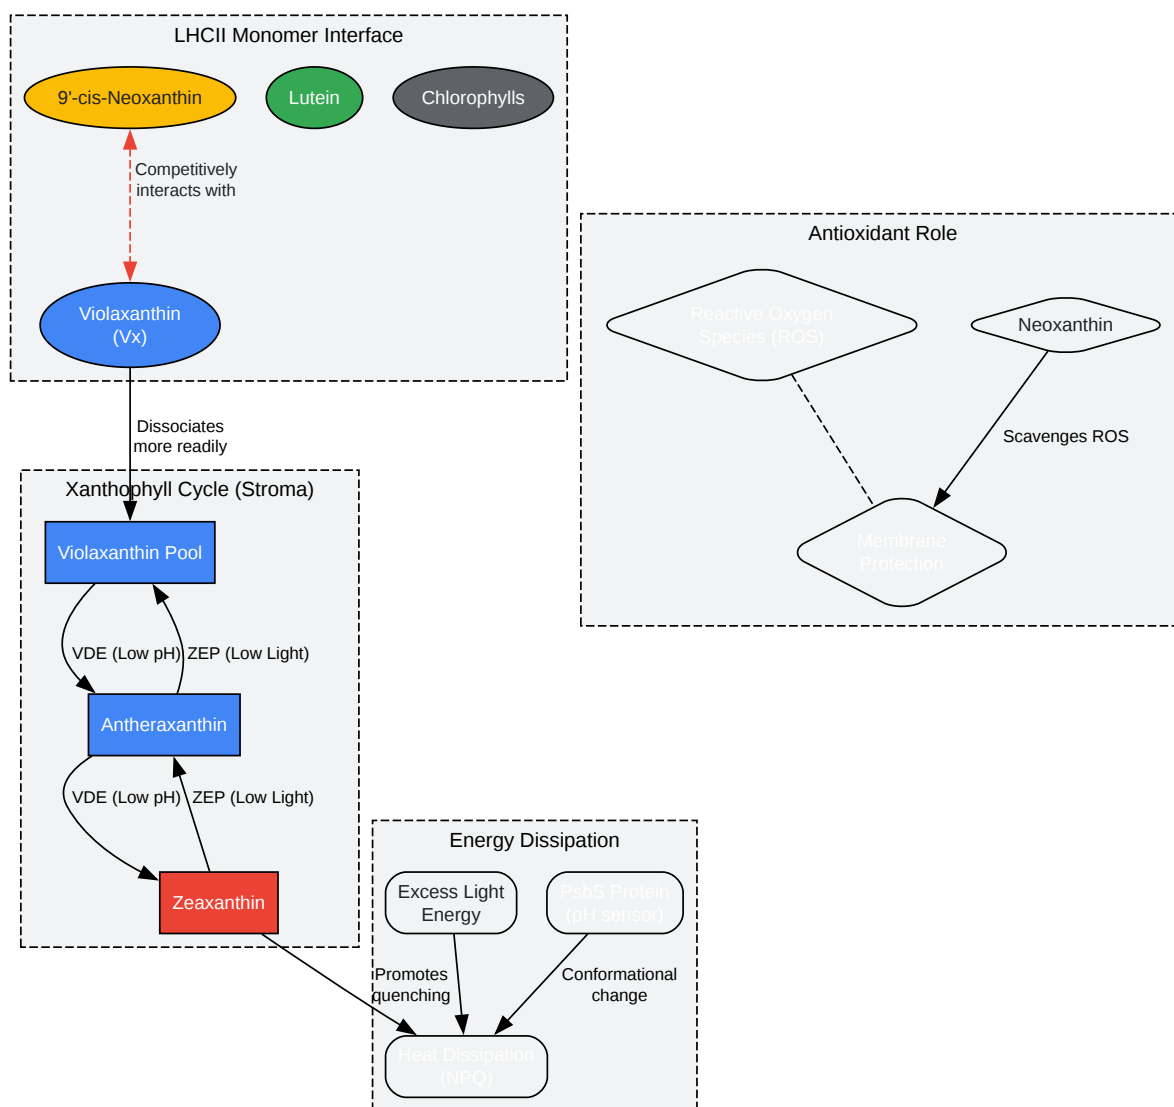 LHCII Monomer Interface
9'-cis-Neoxanthin
Lutein
Chlorophylls
Competitively
interacts with
Violaxanthin
(Vx)
Antioxidant Role
Reactive Oxygen
Species (ROS)
Neoxanthin
Scavenges ROS
Membrane
Protection
Dissociates
more readily
Xanthophyll Cycle (Stroma)
Violaxanthin Pool
VDE (Low pH)
ZEP (Low Light)
Antheraxanthin
VDE (Low pH)
ZEP (Low Light)
Zeaxanthin
Energy Dissipation
Excess Light
Energy
PsbS Protein
(pH sensor)
Promotes
quenching
Conformational
change
Heat Dissipation
(NPQ)